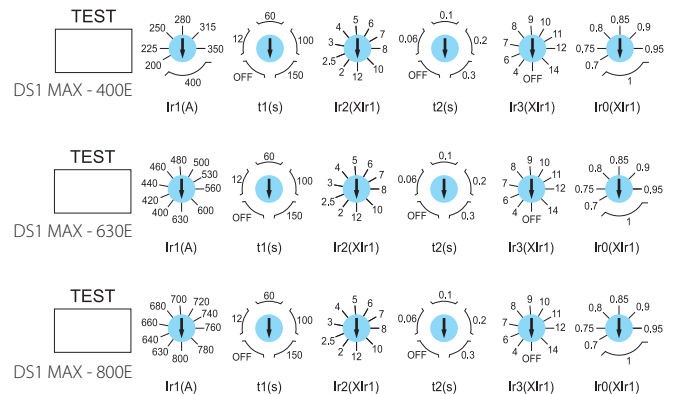 TEST
DS1 MAX - 400E
200 225 250 280 315 350 400
Ir1(A)
OFF 12 60 100 150
t1(s)
2 2.5 3 4 5 6 7 8 10 12
Ir2(XIr1)
OFF 0.06 0.1 0.2 0.3
t2(s)
4 6 7 8 9 10 11 12 14 OFF
Ir3(XIr1)
0.7 0.75 0.8 0.85 0.9 0.95 1
Ir0(XIr1)
TEST
DS1 MAX - 630E
400 420 440 460 480 500 530 560 600 630
Ir1(A)
OFF 12 60 100 150
t1(s)
2 2.5 3 4 5 6 7 8 10 12
Ir2(XIr1)
OFF 0.06 0.1 0.2 0.3
t2(s)
4 6 7 8 9 10 11 12 14 OFF
Ir3(XIr1)
0.7 0.75 0.8 0.85 0.9 0.95 1
Ir0(XIr1)
TEST
DS1 MAX - 800E
630 640 660 680 700 720 740 760 780 800
Ir1(A)
OFF 12 60 100 150
t1(s)
2 2.5 3 4 5 6 7 8 10 12
Ir2(XIr1)
OFF 0.06 0.1 0.2 0.3
t2(s)
4 6 7 8 9 10 11 12 14 OFF
Ir3(XIr1)
0.7 0.75 0.8 0.85 0.9 0.95 1
Ir0(XIr1)